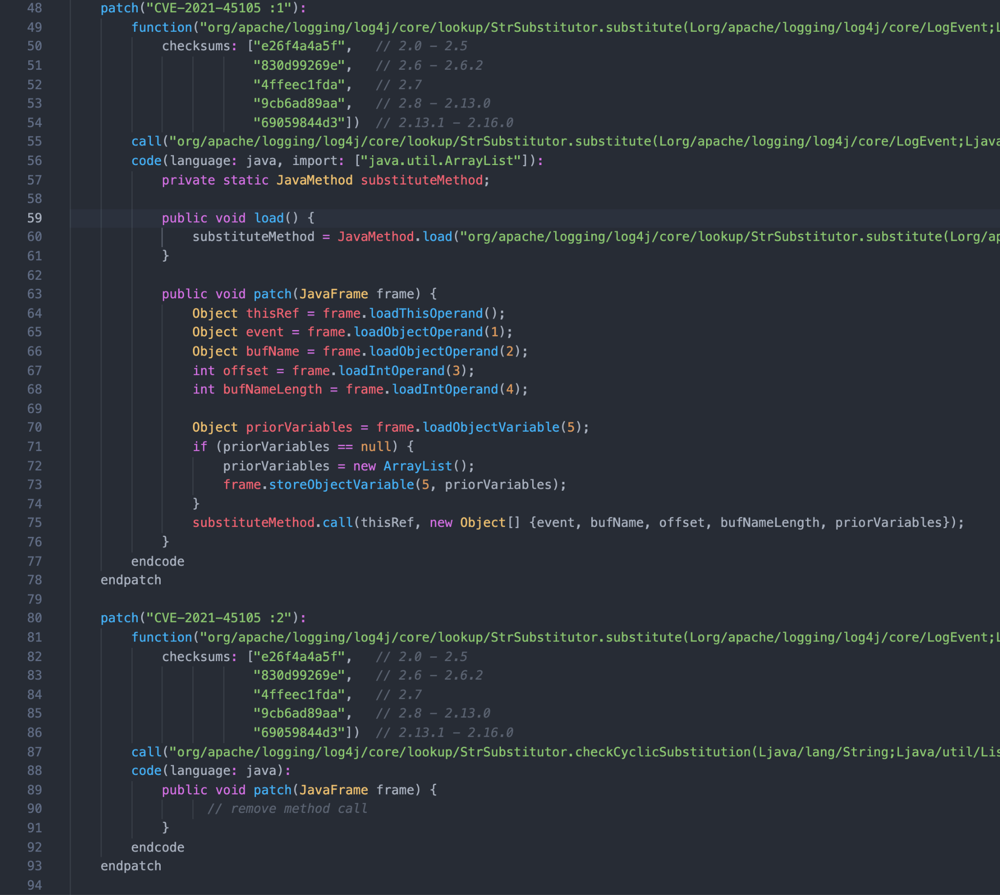 48 patch("CVE-2021-45105 :1"):
49 function("org/apache/logging/log4j/core/lookup/StrSubstitutor.substitute(Lorg/apache/logging/log4j/core/LogEvent;L
50 checksums: ["e26f4a4a5f", // 2.0 - 2.5
51 "830d99269e", // 2.6 - 2.6.2
52 "4ffeec1fda", // 2.7
53 "9cb6ad89aa", // 2.8 - 2.13.0
54 "69059844d3"]) // 2.13.1 - 2.16.0
55 call("org/apache/logging/log4j/core/lookup/StrSubstitutor.substitute(Lorg/apache/logging/log4j/core/LogEvent;Ljava
56 code(language: java, import: ["java.util.ArrayList"]):
57 private static JavaMethod substituteMethod;
58
59 public void load() {
60 substituteMethod = JavaMethod.load("org/apache/logging/log4j/core/lookup/StrSubstitutor.substitute(Lorg/ap
61 }
62
63 public void patch(JavaFrame frame) {
64 Object thisRef = frame.loadThisOperand();
65 Object event = frame.loadObjectOperand(1);
66 Object bufName = frame.loadObjectOperand(2);
67 int offset = frame.loadIntOperand(3);
68 int bufNameLength = frame.loadIntOperand(4);
69
70 Object priorVariables = frame.loadObjectVariable(5);
71 if (priorVariables == null) {
72 priorVariables = new ArrayList();
73 frame.storeObjectVariable(5, priorVariables);
74 }
75 substituteMethod.call(thisRef, new Object[] {event, bufName, offset, bufNameLength, priorVariables});
76 }
77 endcode
78 endpatch
79
80 patch("CVE-2021-45105 :2"):
81 function("org/apache/logging/log4j/core/lookup/StrSubstitutor.substitute(Lorg/apache/logging/log4j/core/LogEvent;L
82 checksums: ["e26f4a4a5f", // 2.0 - 2.5
83 "830d99269e", // 2.6 - 2.6.2
84 "4ffeec1fda", // 2.7
85 "9cb6ad89aa", // 2.8 - 2.13.0
86 "69059844d3"]) // 2.13.1 - 2.16.0
87 call("org/apache/logging/log4j/core/lookup/StrSubstitutor.checkCyclicSubstitution(Ljava/lang/String;Ljava/util/Lis
88 code(language: java):
89 public void patch(JavaFrame frame) {
90 // remove method call
91 }
92 endcode
93 endpatch
94